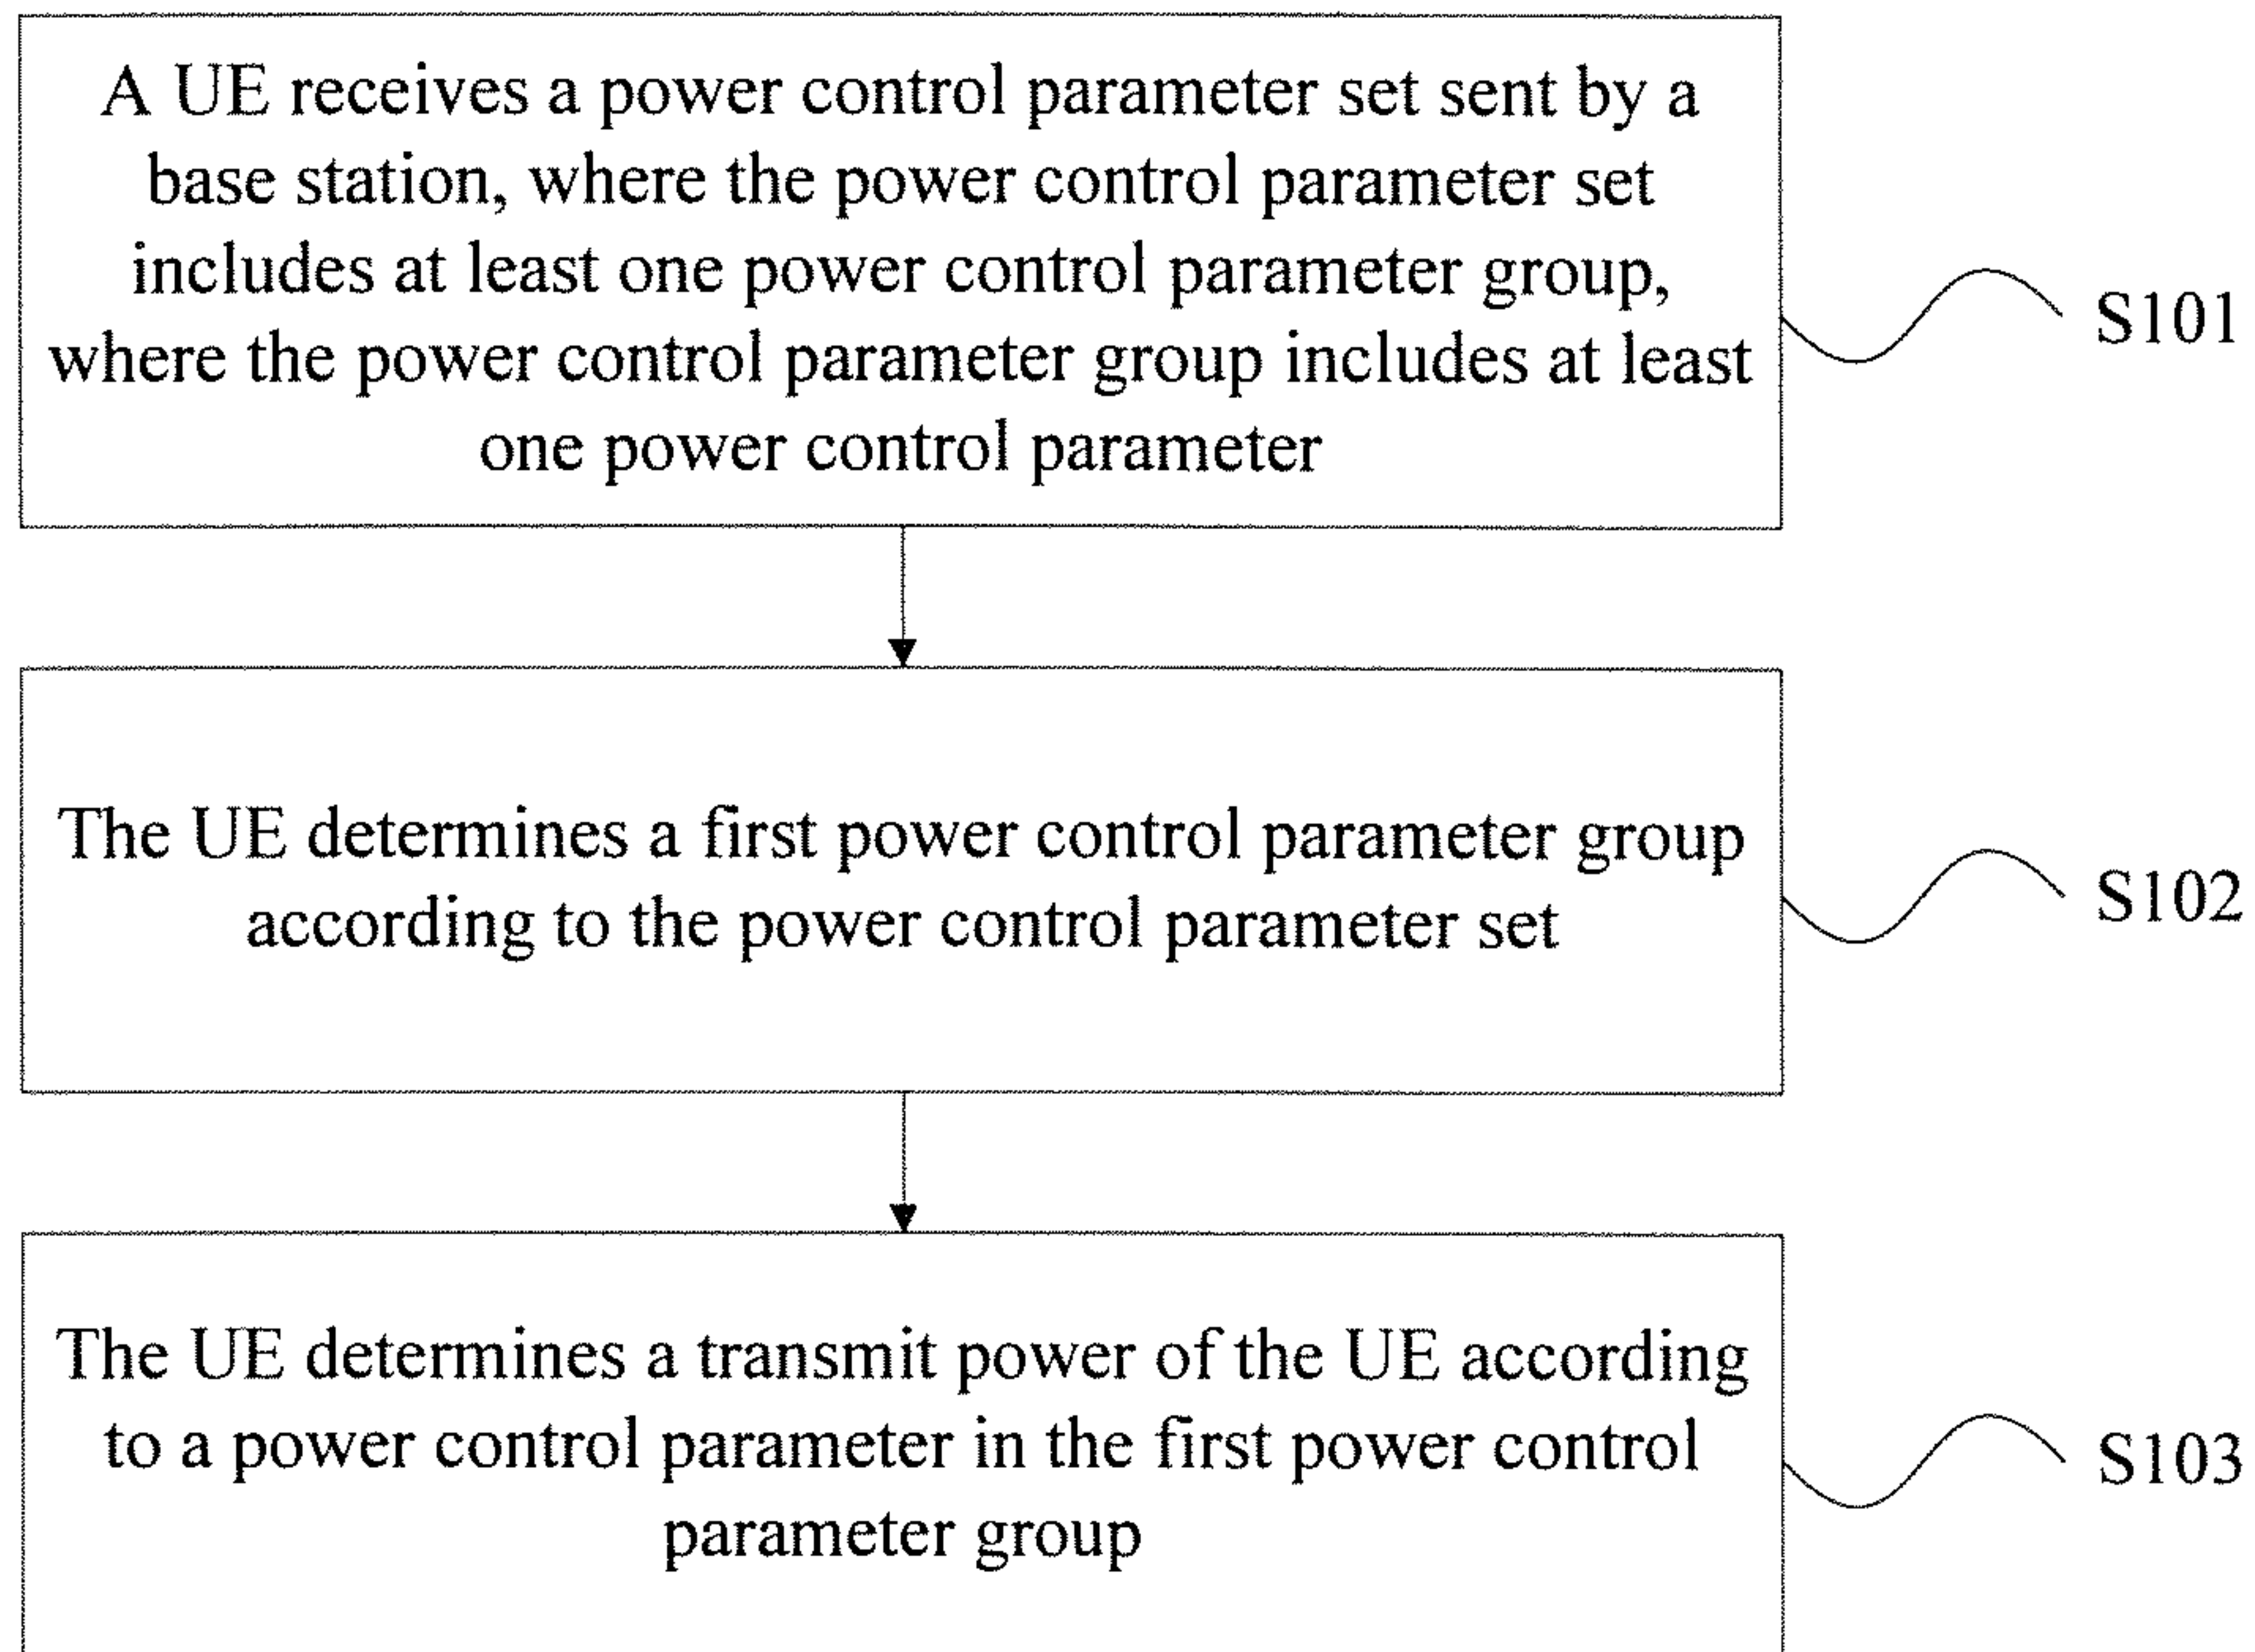 A UE receives a power control parameter set sent by a
base station, where the power control parameter set
includes at least one power control parameter group,
where the power control parameter group includes at least
one power control parameter
S101
The UE determines a first power control parameter group
according to the power control parameter set
S102
The UE determines a transmit power of the UE according
to a power control parameter in the first power control
parameter group
S103